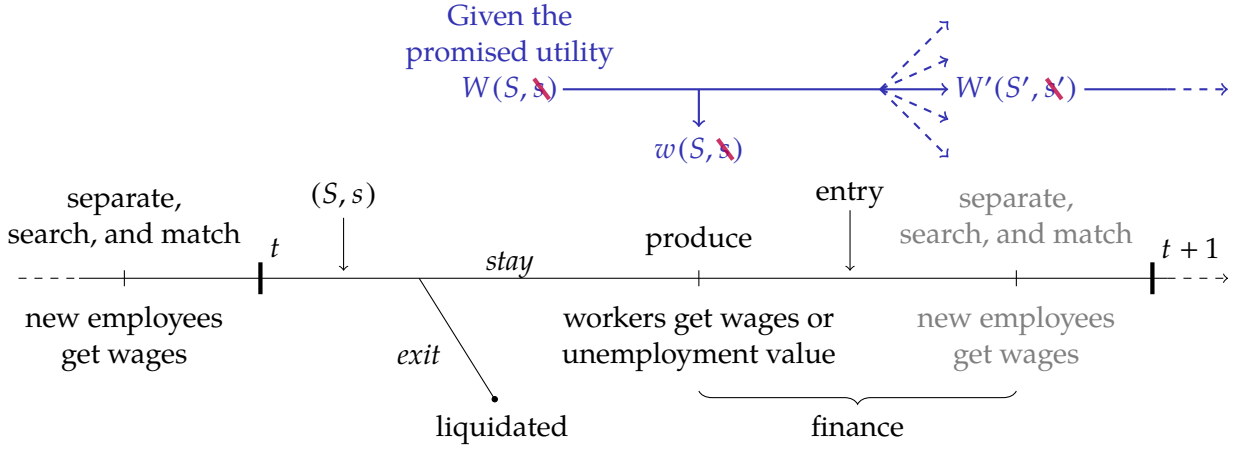 Given the
promised utility
W(S, s) W′(S′, s′)
w(S, s)
separate,
search, and match
(S, s)
entry
separate,
search, and match
produce
t
stay
t + 1
new employees
get wages
exit
workers get wages or
unemployment value
new employees
get wages
liquidated
finance